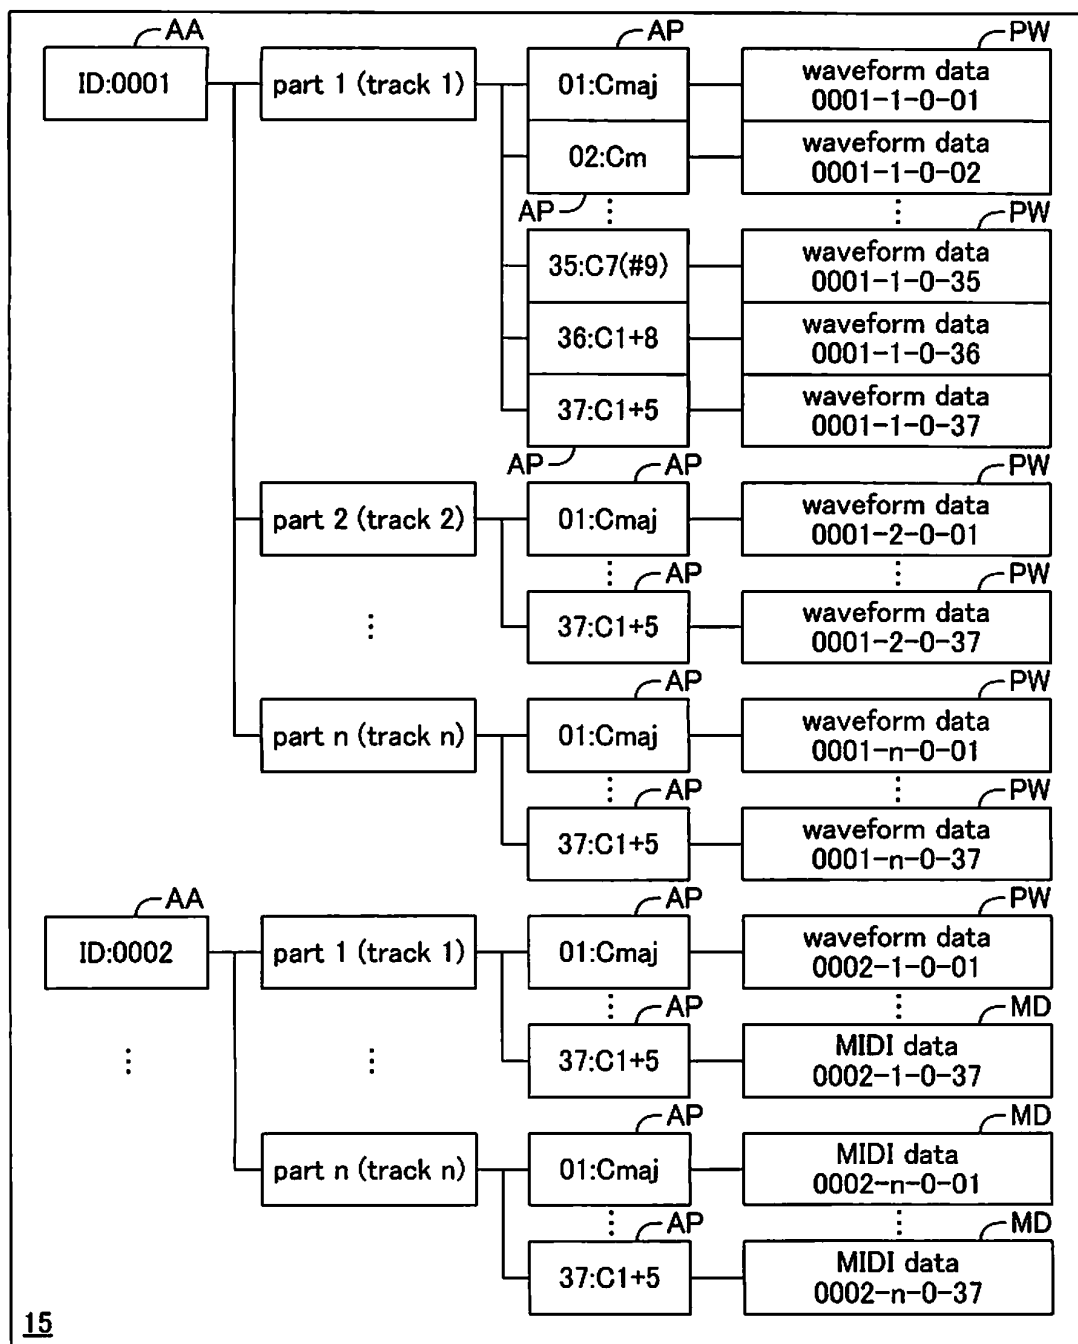 AA
AP
PW
ID:0001
part 1 (track 1)
01:Cmaj
waveform data
0001-1-0-01
02:Cm
waveform data
0001-1-0-02
AP
PW
35:C7(#9)
waveform data
0001-1-0-35
36:C1+8
waveform data
0001-1-0-36
37:C1+5
waveform data
0001-1-0-37
AP
AP
PW
part 2 (track 2)
01:Cmaj
waveform data
0001-2-0-01
AP
PW
37:C1+5
waveform data
0001-2-0-37
AP
PW
part n (track n)
01:Cmaj
waveform data
0001-n-0-01
AP
PW
37:C1+5
waveform data
0001-n-0-37
AA
AP
PW
ID:0002
part 1 (track 1)
01:Cmaj
waveform data
0002-1-0-01
AP
MD
37:C1+5
MIDI data
0002-1-0-37
AP
MD
part n (track n)
01:Cmaj
MIDI data
0002-n-0-01
AP
MD
37:C1+5
MIDI data
0002-n-0-37
15